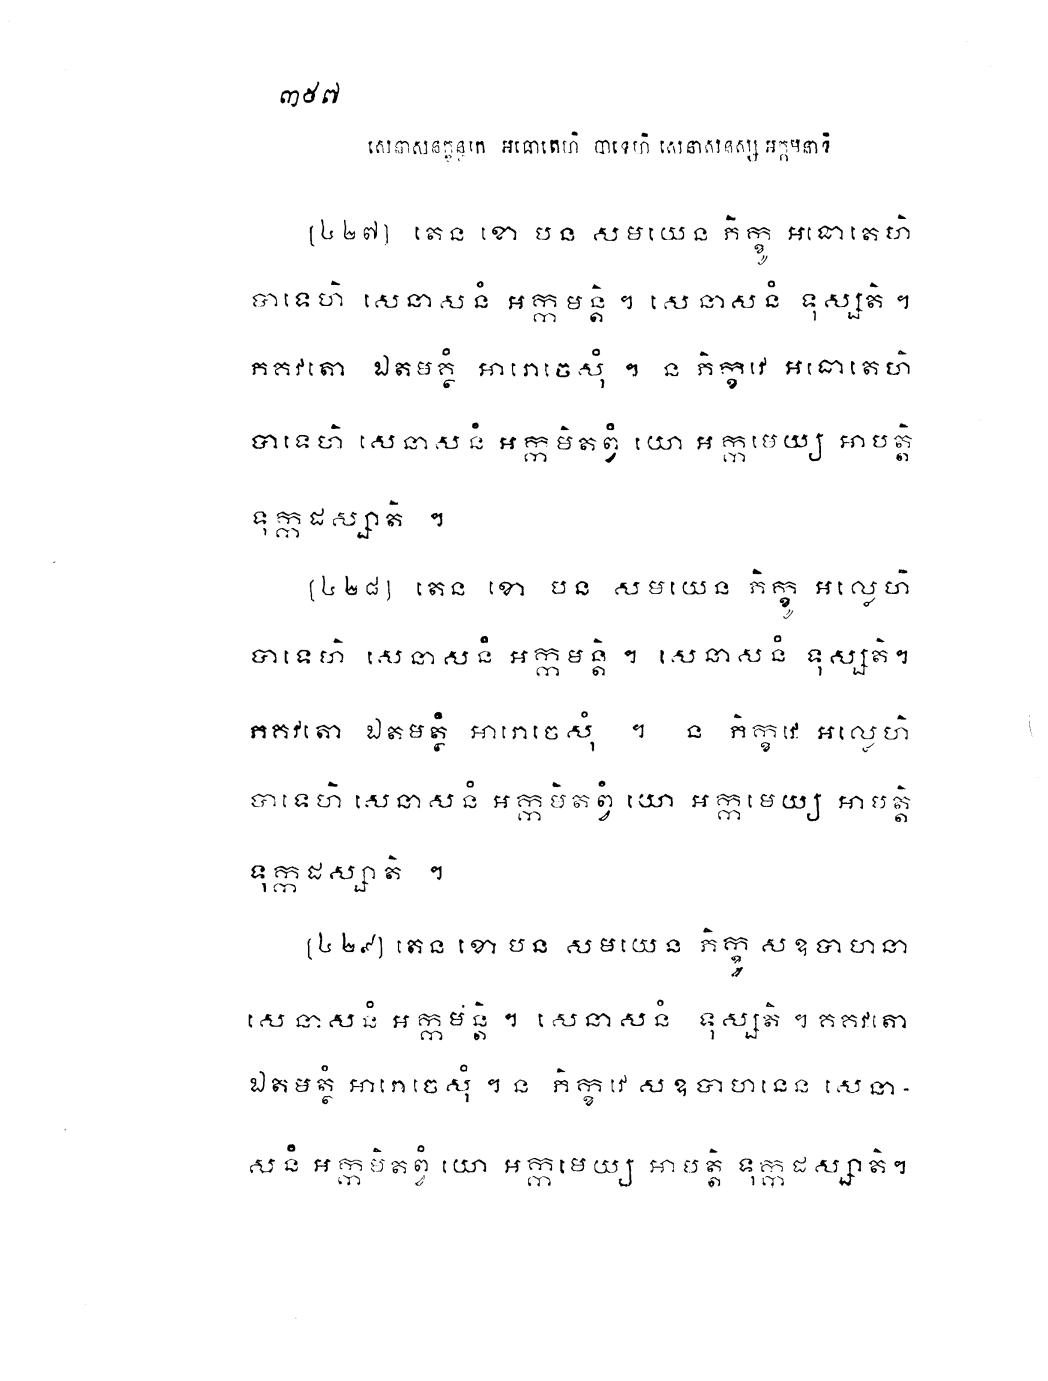 ៣៩៧
សេនាសនក្ខន្ធកេ អធោតេហិ បាទេហិ សេនាសនស្ស អក្កមនាទិ
[៤២៧] តេន ខោ បន សមយេន ភិក្ខូ អធោតេហិ
បាទេហិ សេនាសនំ អក្កមន្តិ ។ សេនាសនំ ទុស្សតិ ។
ភគវតោ ឯតមត្ថំ អារោចេសុំ ។ ន ភិក្ខវេ អធោតេហិ
បាទេហិ សេនាសនំ អក្កមិតព្វំ យោ អក្កមេយ្យ អាបត្តិ
ទុក្កដស្សាតិ ។
[៤២៨] តេន ខោ បន សមយេន ភិក្ខូ អល្លេហិ
បាទេហិ សេនាសនំ អក្កមន្តិ ។ សេនាសនំ ទុស្សតិ ។
ភគវតោ ឯតមត្ថំ អារោចេសុំ ។ ន ភិក្ខវេ អល្លេហិ
បាទេហិ សេនាសនំ អក្កមិតព្វំ យោ អក្កមេយ្យ អាបត្តិ
ទុក្កដស្សាតិ ។
[៤២៩] តេន ខោ បន សមយេន ភិក្ខូ សឧបាហនា
សេនាសនំ អក្កមន្តិ ។ សេនាសនំ ទុស្សតិ ។ ភគវតោ
ឯតមត្ថំ អារោចេសុំ ។ ន ភិក្ខវេ សឧបាហនេន សេនា-
សនំ អក្កមិតព្វំ យោ អក្កមេយ្យ អាបត្តិ ទុក្កដស្សាតិ ។